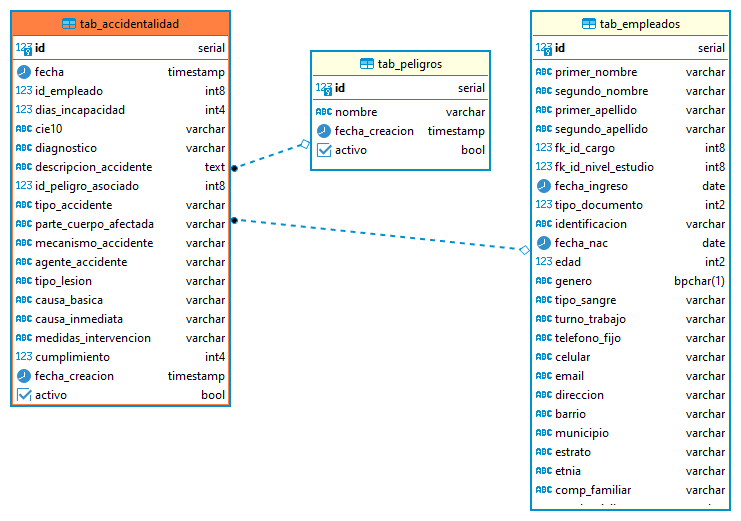 tab_accidentalidad
123 id serial
fecha timestamp
123 id_empleado int8
123 dias_incapacidad int4
ABC cie10 varchar
ABC diagnostico varchar
ABC descripcion_accidente text
123 id_peligro_asociado int8
ABC tipo_accidente varchar
ABC parte_cuerpo_afectada varchar
ABC mecanismo_accidente varchar
ABC agente_accidente varchar
ABC tipo_lesion varchar
ABC causa_basica varchar
ABC causa_inmediata varchar
ABC medidas_intervencion varchar
123 cumplimiento int4
fecha_creacion timestamp
activo bool
tab_peligros
123 id serial
ABC nombre varchar
fecha_creacion timestamp
activo bool
tab_empleados
123 id serial
ABC primer_nombre varchar
ABC segundo_nombre varchar
ABC primer_apellido varchar
ABC segundo_apellido varchar
123 fk_id_cargo int8
123 fk_id_nivel_estudio int8
fecha_ingreso date
123 tipo_documento int2
ABC identificacion varchar
fecha_nac date
123 edad int2
ABC genero bpchar(1)
ABC tipo_sangre varchar
ABC turno_trabajo varchar
ABC telefono_fijo varchar
ABC celular varchar
ABC email varchar
ABC direccion varchar
ABC barrio varchar
ABC municipio varchar
ABC estrato varchar
ABC etnia varchar
ABC comp_familiar varchar